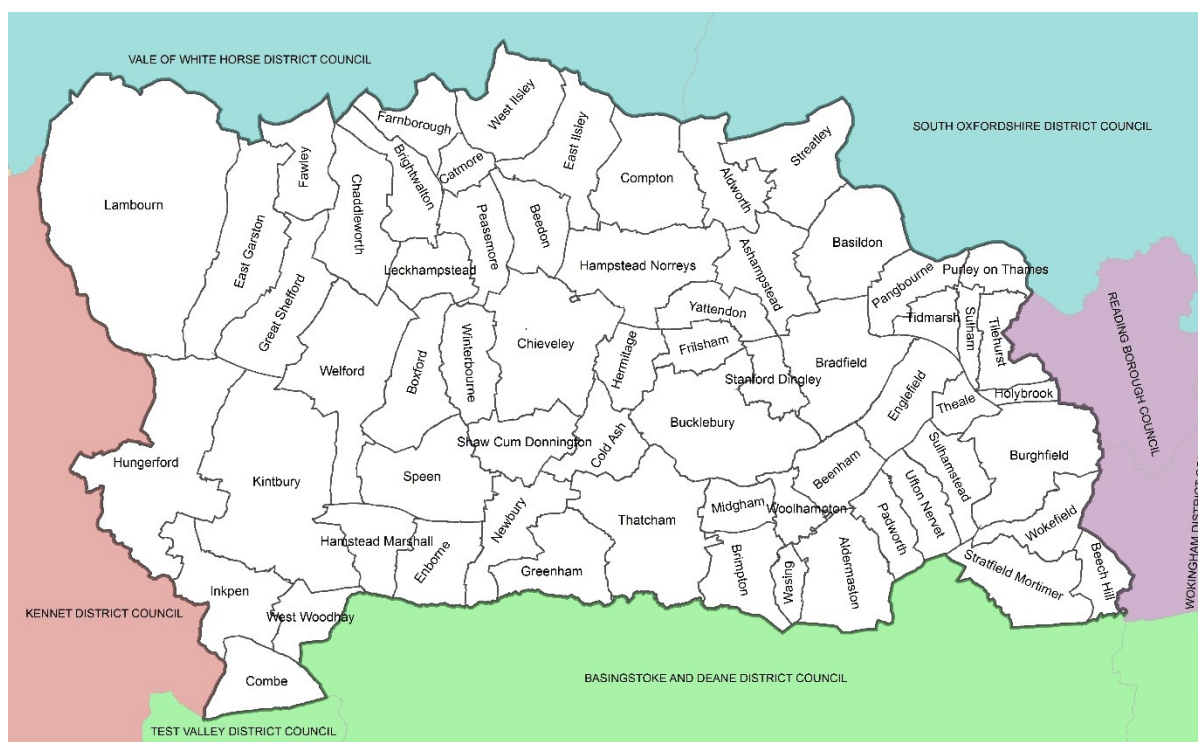 VALE OF WHITE HORSE DISTRICT COUNCIL
SOUTH OXFORDSHIRE DISTRICT COUNCIL
Lambourn
East Garston
Fawley
Great Shefford
Chaddleworth
Farnborough
Brightwalton
Catmore
West Ilsley
East Ilsley
Peasemore
Beedon
Leckhampstead
Compton
Aldworth
Streatley
Hampstead Norreys
Ashampstead
Basildon
Yattendon
Pangbourne
Purley on Thames
Tidmarsh
Sulham
Tilehurst
READING BOROUGH COUNCIL
Welford
Boxford
Winterbourne
Chieveley
Hermitage
Frilsham
Stanford Dingley
Bradfield
Englefield
Theale
Holybrook
Bucklebury
Hungerford
Kintbury
Speen
Shaw Cum Donnington
Cold Ash
Beenham
Sulhamstead
Burghfield
Ufton Nervet
Padworth
Hamstead Marshall
Enborne
Newbury
Greenham
Thatcham
Midgham
Woolhampton
Brimpton
Wasing
Aldermaston
Wokefield
Stratfield Mortimer
Beech Hill
Inkpen
West Woodhay
Combe
KENNET DISTRICT COUNCIL
BASINGSTOKE AND DEANE DISTRICT COUNCIL
TEST VALLEY DISTRICT COUNCIL
WOKINGHAM DISTRICT